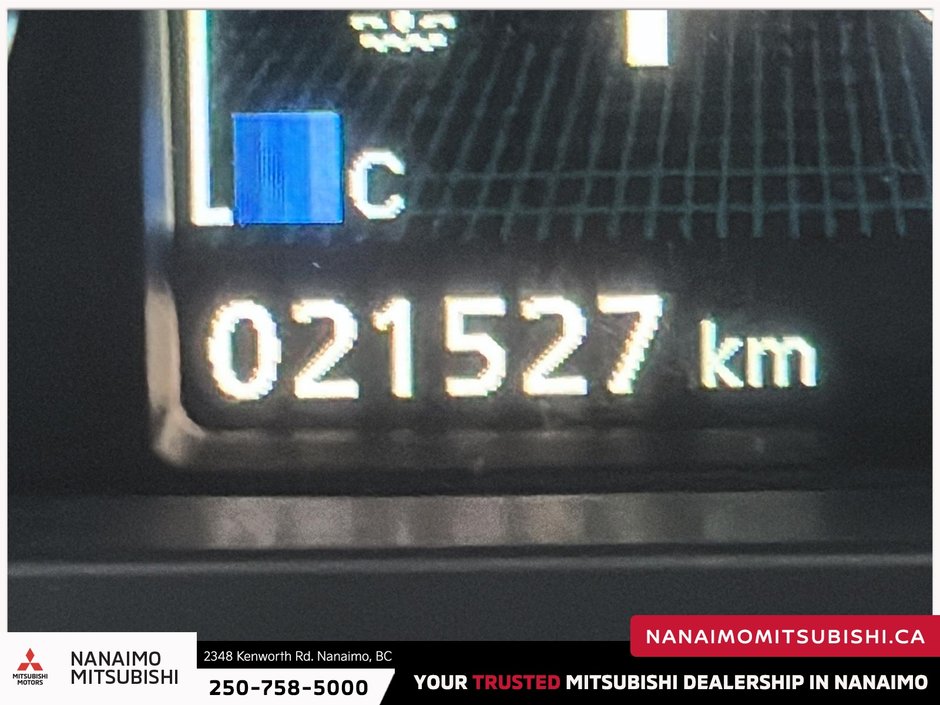 C
021527 km
NANAIMOMITSUBISHI.CA
MITSUBISHI
MOTORS
NANAIMO
MITSUBISHI
2348 Kenworth Rd. Nanaimo, BC
250-758-5000
YOUR TRUSTED MITSUBISHI DEALERSHIP IN NANAIMO